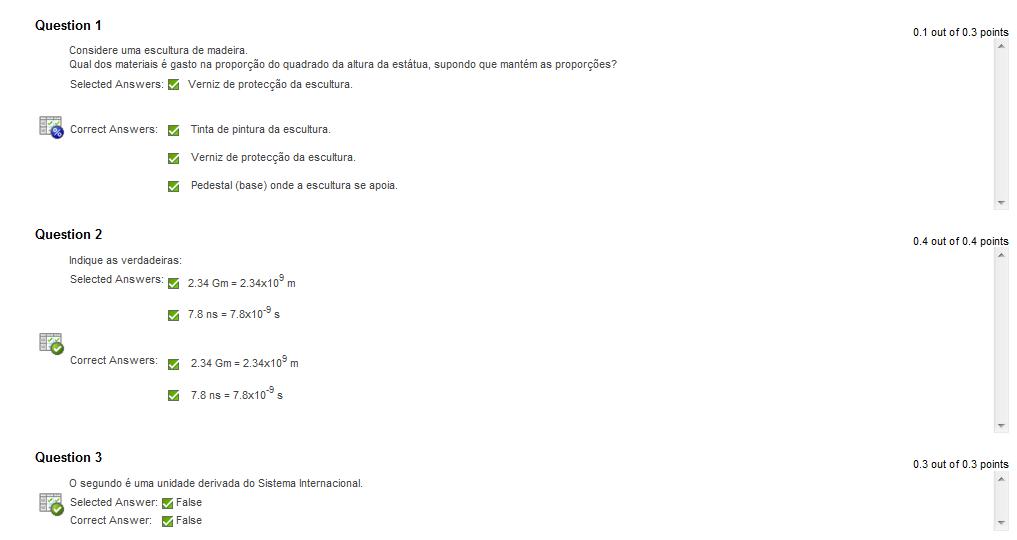 Question 1
0.1 out of 0.3 points
Considere uma escultura de madeira.
Qual dos materiais é gasto na proporção do quadrado da altura da estátua, supondo que mantém as proporções?
Selected Answers: Verniz de protecção da escultura.
Correct Answers: Tinta de pintura da escultura.
Verniz de protecção da escultura.
Pedestal (base) onde a escultura se apoia.
Question 2
0.4 out of 0.4 points
Indique as verdadeiras:
Selected Answers: 2.34 Gm = 2.34x10⁹ m
7.8 ns = 7.8x10⁻⁹ s
Correct Answers: 2.34 Gm = 2.34x10⁹ m
7.8 ns = 7.8x10⁻⁹ s
Question 3
0.3 out of 0.3 points
O segundo é uma unidade derivada do Sistema Internacional.
Selected Answer: False
Correct Answer: False